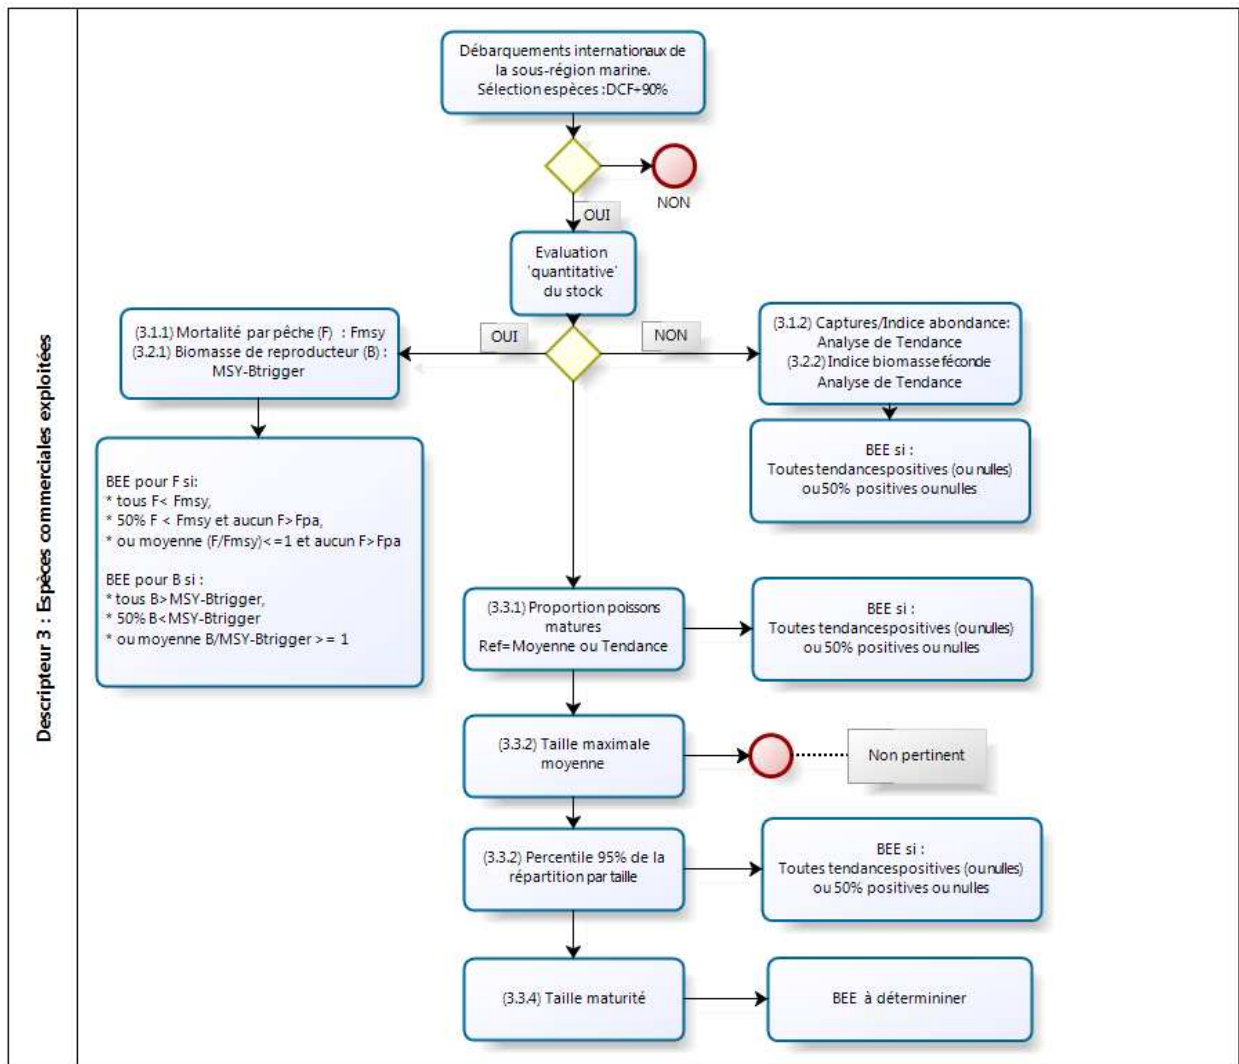 Descripteur 3 : Espèces commerciales exploitées
Débarquements internationaux de
la sous-région marine.
Sélection espèces :DCF+90%
NON
OUI
Evaluation
'quantitative'
du stock
OUI
NON
(3.1.1) Mortalité par pêche (F) : Fmsy
(3.2.1) Biomasse de reproducteur (B) :
MSY-Btrigger
(3.1.2) Captures/Indice abondance:
Analyse de Tendance
(3.2.2) Indice biomasse féconde
Analyse de Tendance
BEE pour F si:
* tous F< Fmsy,
* 50% F < Fmsy et aucun F>Fpa,
* ou moyenne (F/Fmsy)<=1 et aucun F>Fpa
BEE pour B si :
* tous B>MSY-Btrigger,
* 50% B<MSY-Btrigger
* ou moyenne B/MSY-Btrigger >= 1
BEE si :
Toutes tendances positives (ou nulles)
ou 50% positives ou nulles
(3.3.1) Proportion poissons
matures
Ref=Moyenne ou Tendance
BEE si :
Toutes tendances positives (ou nulles)
ou 50% positives ou nulles
(3.3.2) Taille maximale
moyenne
Non pertinent
(3.3.2) Percentile 95% de la
répartition par taille
BEE si :
Toutes tendances positives (ou nulles)
ou 50% positives ou nulles
(3.3.4) Taille maturité
BEE à détermininer